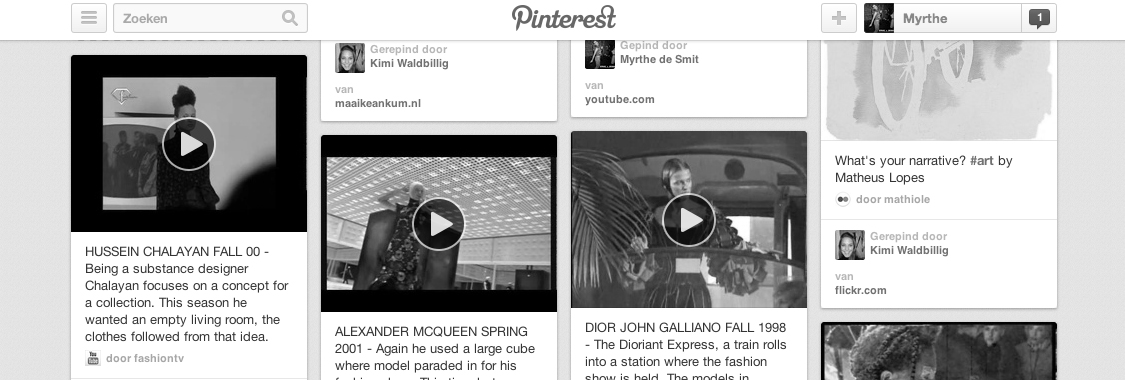 Zoeken
Pinterest
Myrthe
1
HUSSEIN CHALAYAN FALL 00 -
Being a substance designer
Chalayan focuses on a concept for
a collection. This season he
wanted an empty living room, the
clothes followed from that idea.
You
Tube
door fashiontv
Gerepind door
Kimi Waldbillig
van
maaikeankum.nl
ALEXANDER MCQUEEN SPRING
2001 - Again he used a large cube
where model paraded in for his
Gepind door
Myrthe de Smit
van
youtube.com
DIOR JOHN GALLIANO FALL 1998
- The Dioriant Express, a train rolls
into a station where the fashion
show is held. The models in
What's your narrative? #art by
Matheus Lopes
door mathiole
Gerepind door
Kimi Waldbillig
van
flickr.com